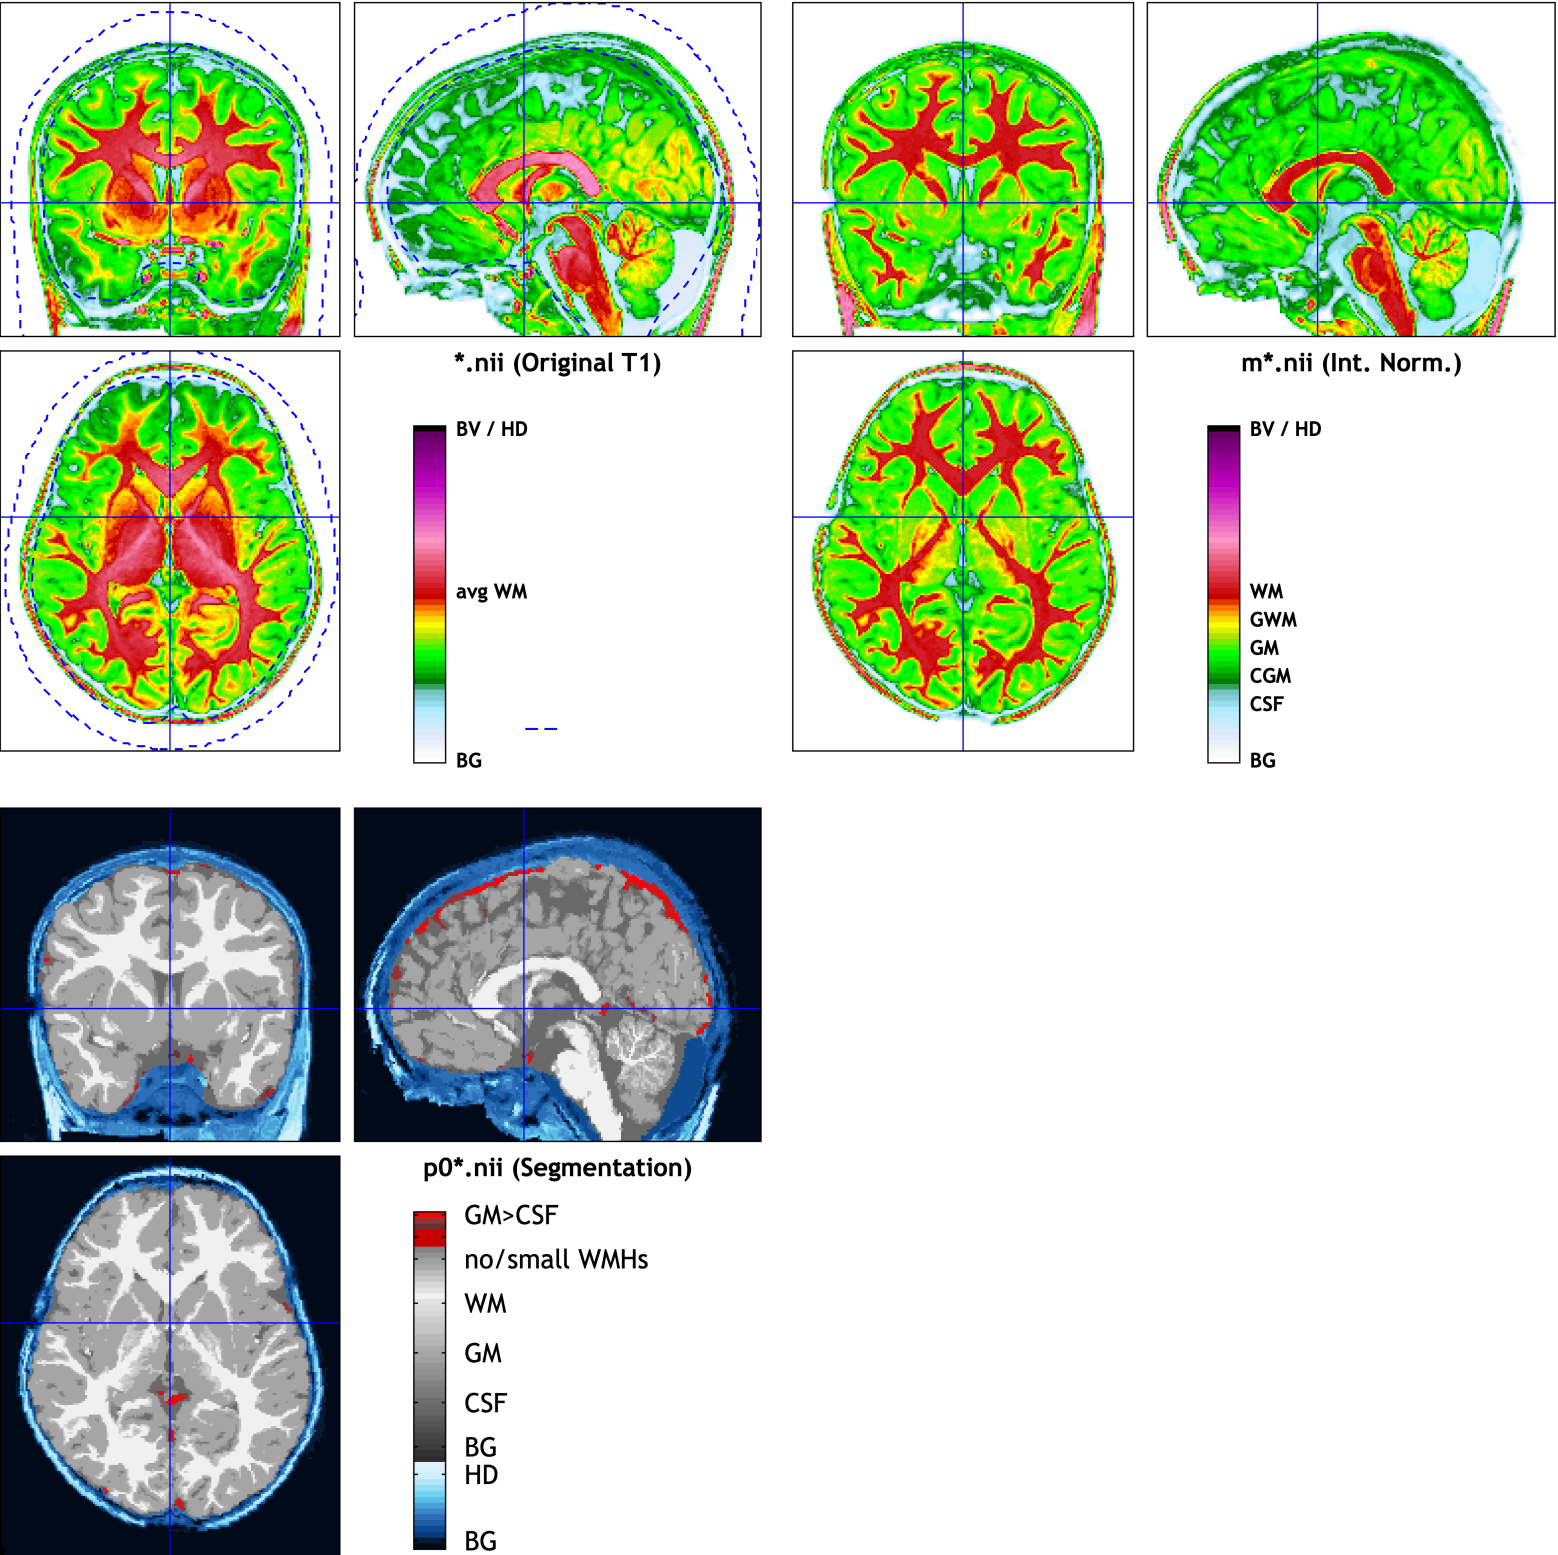 *.nii (Original T1)
BV / HD
avg WM
BG
m*.nii (Int. Norm.)
BV / HD
WM
GWM
GM
CGM
CSF
BG
p0*.nii (Segmentation)
GM>CSF
no/small WMHs
WM
GM
CSF
BG
HD
BG